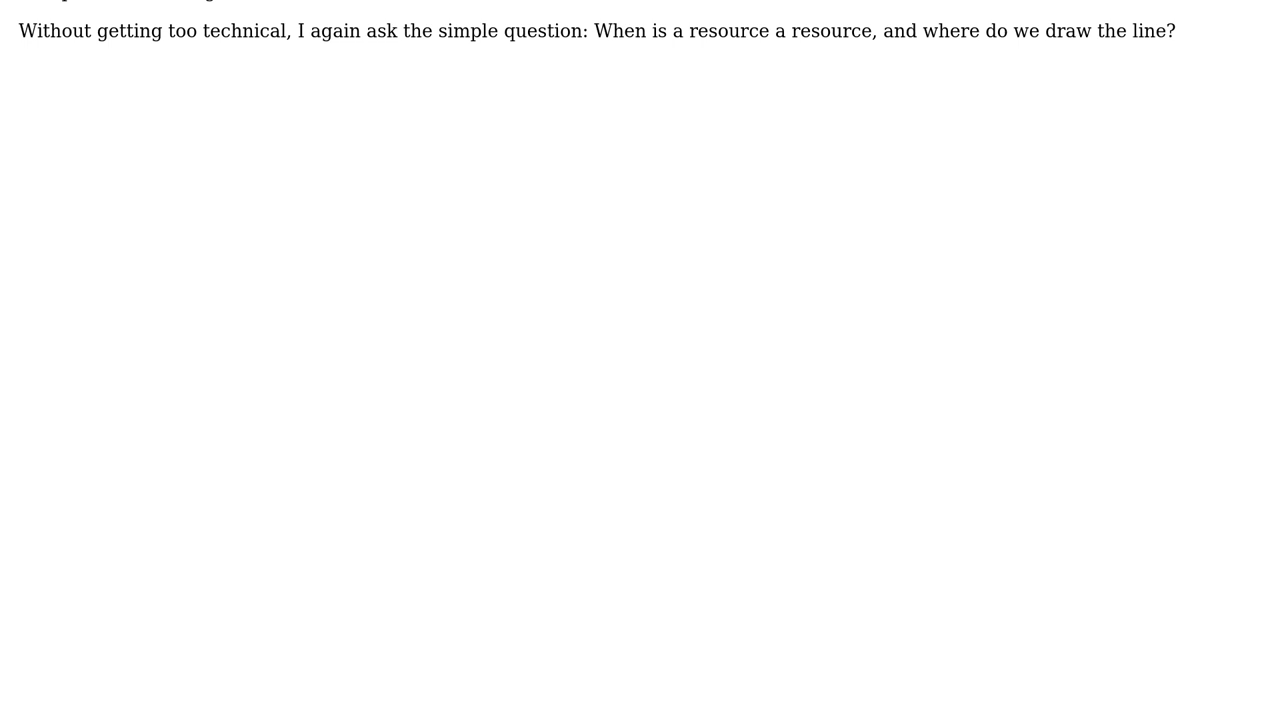 Without getting too technical, I again ask the simple question: When is a resource a resource, and where do we draw the line?